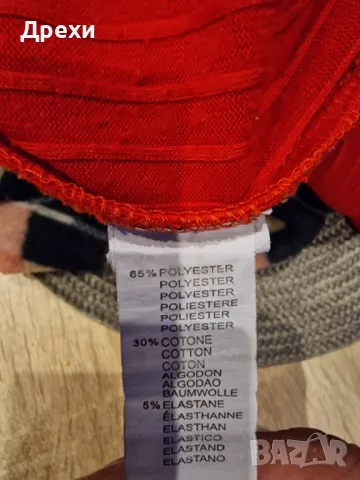 Дрехи
65% POLYESTER
POLYESTER
POLYESTER
POLIESTERE
POLIESTER
POLYESTER
30% COTONE
COTTON
COTON
ALGODON
ALGODAO
BAUMWOLLE
5% ELASTANE
ÉLASTHANNE
ELASTHAN
ELASTICO
ELASTAND
ELASTANO
BAZAR